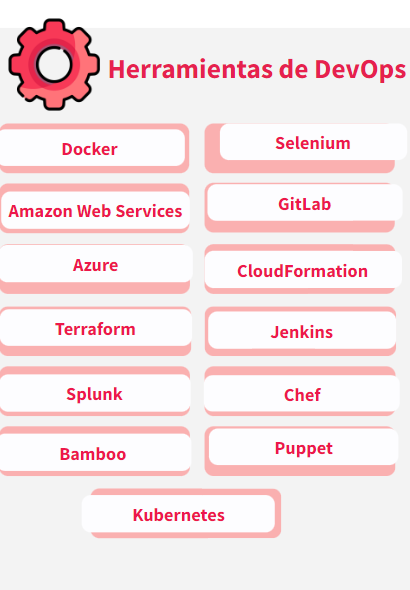 Herramientas de DevOps
Docker
Selenium
Amazon Web Services
GitLab
Azure
CloudFormation
Terraform
Jenkins
Splunk
Chef
Bamboo
Puppet
Kubernetes